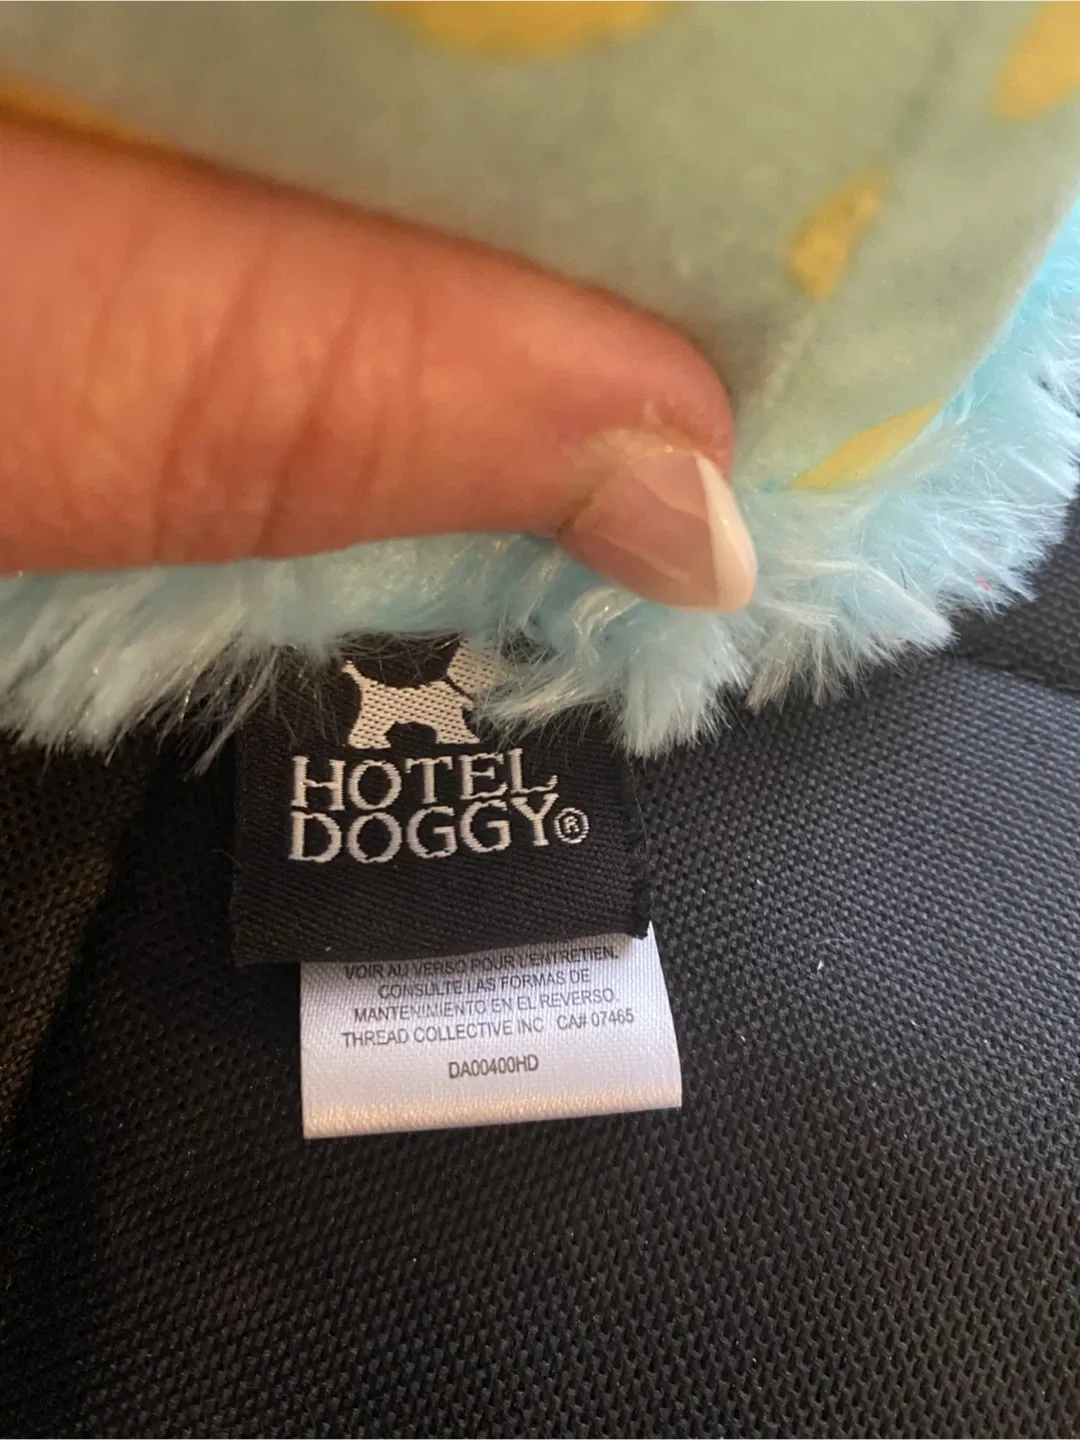 HOTEL
DOGGY®
VOIR AU VERSO POUR L'ENTRETIEN.
CONSULTE LAS FORMAS DE
MANTENIMIENTO EN EL REVERSO.
THREAD COLLECTIVE INC CA# 07465
DA00400HD